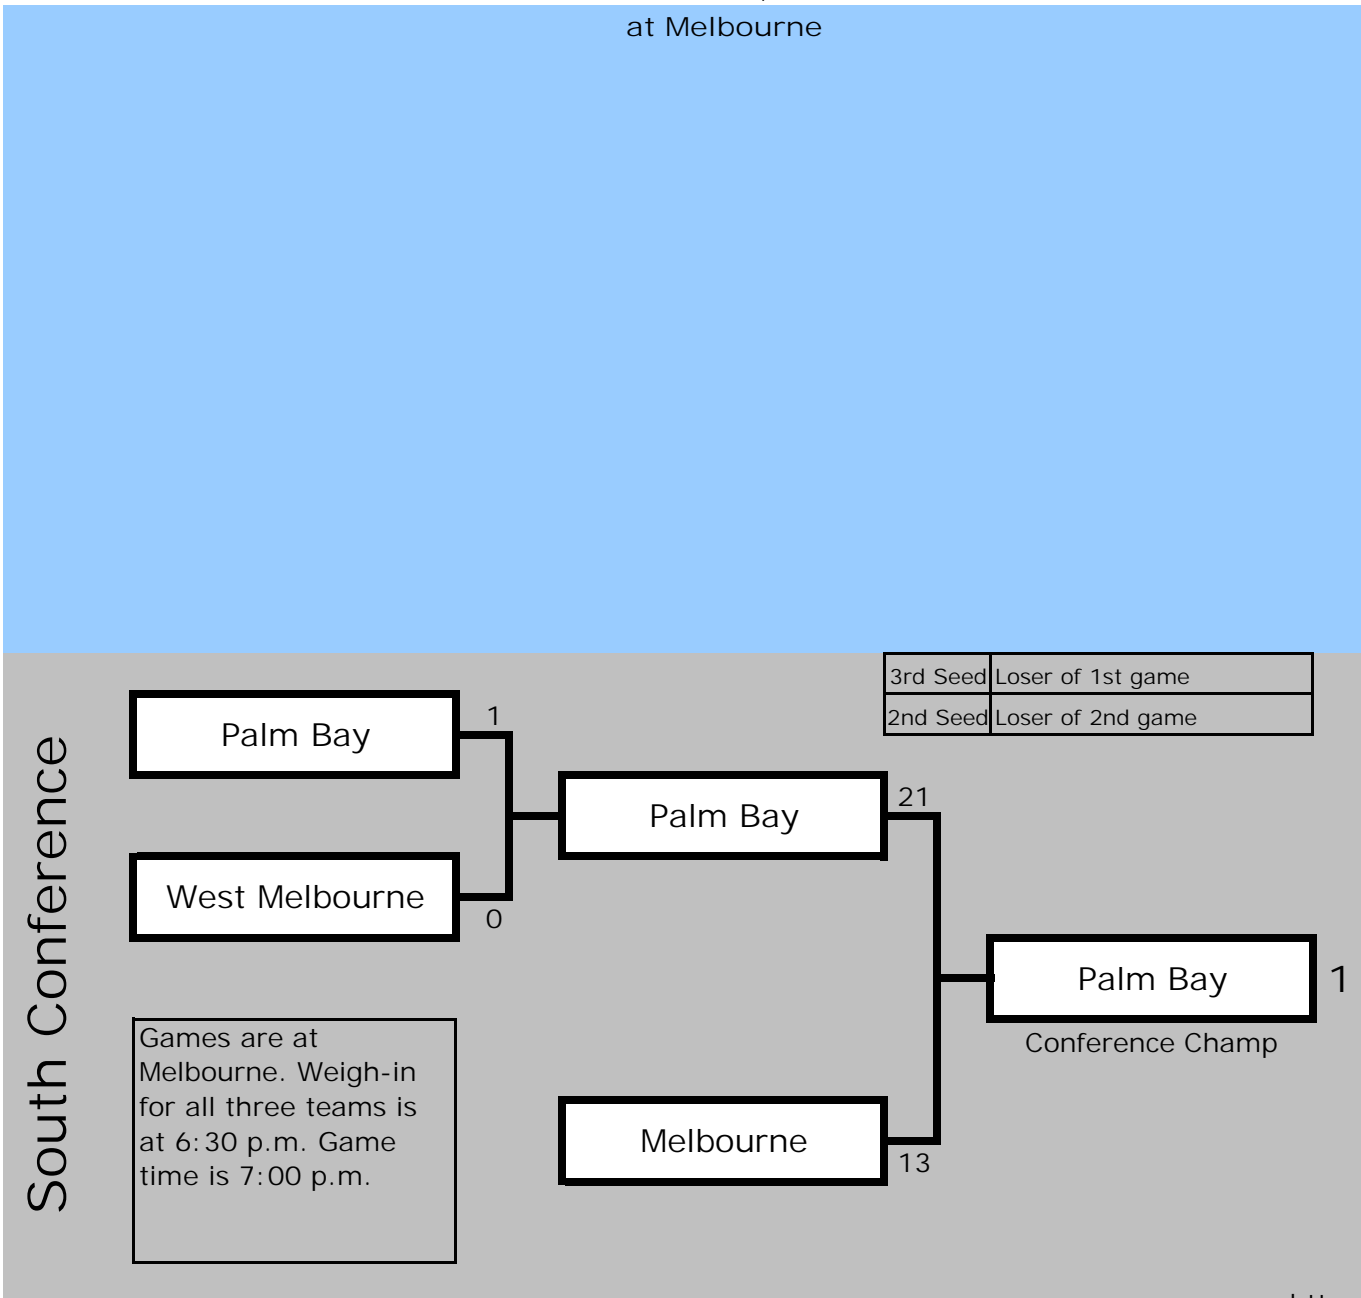 at Melbourne
3rd Seed Loser of 1st game
2nd Seed Loser of 2nd game
South Conference
Palm Bay
1
West Melbourne
0
Palm Bay
21
Melbourne
13
Palm Bay
1
Conference Champ
Games are at
Melbourne. Weigh-in
for all three teams is
at 6:30 p.m. Game
time is 7:00 p.m.